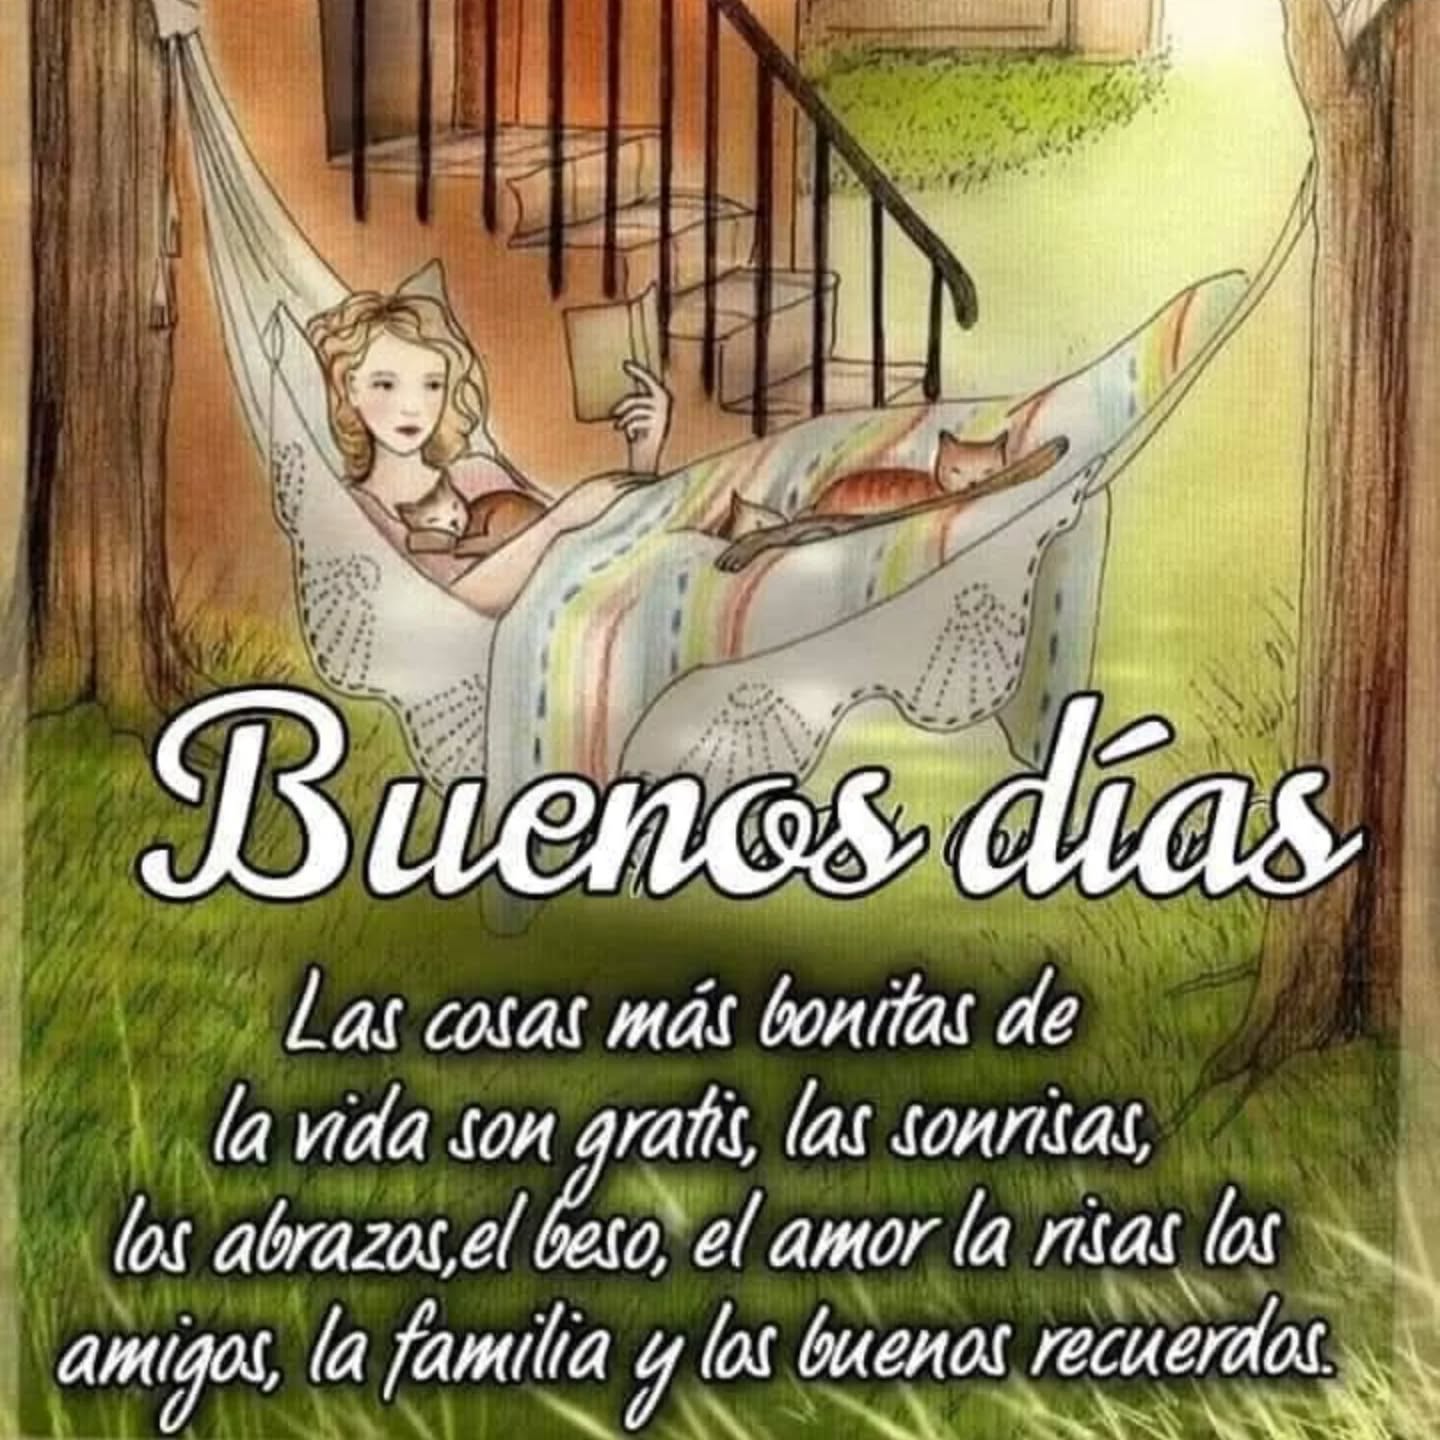 Buenos días
Las cosas más bonitas de
la vida son gratis, las sonrisas,
los abrazos,el beso, el amor la risas los
amigos, la familia y los buenos recuerdos.